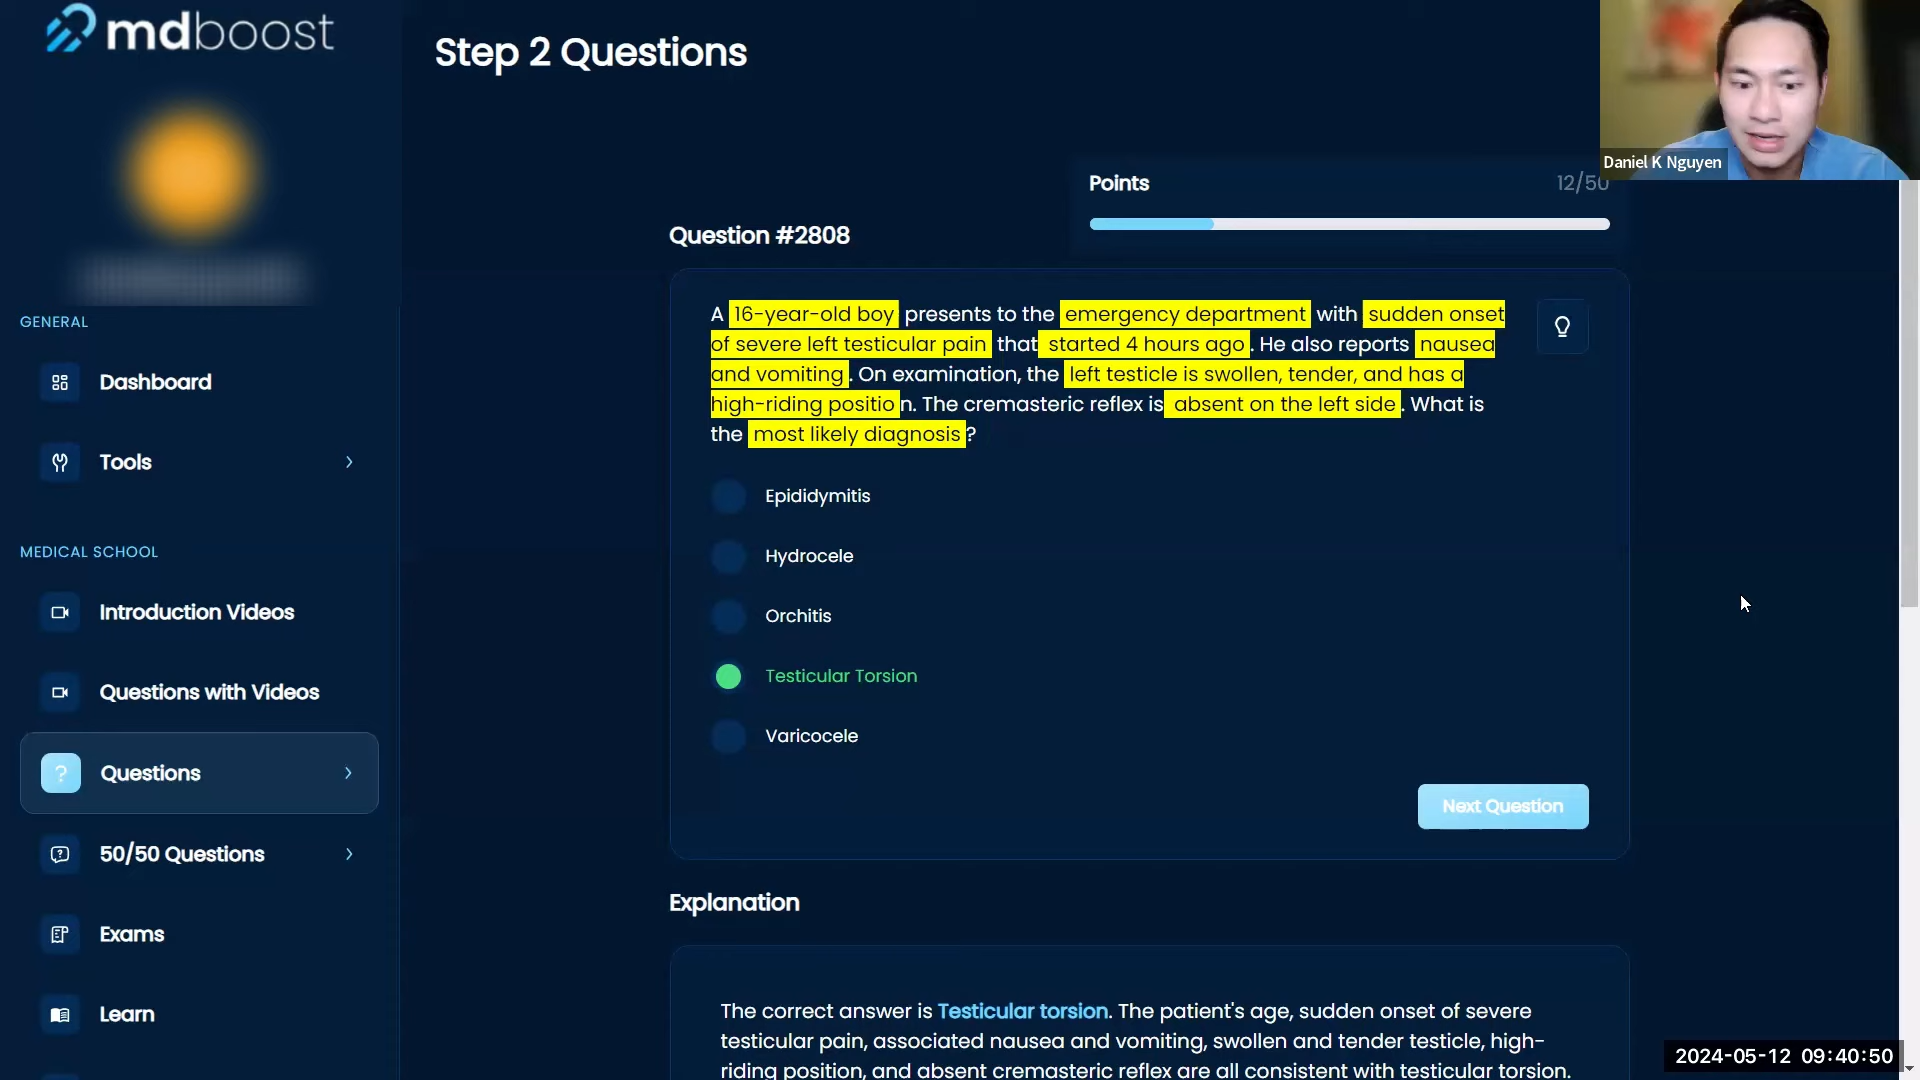 mdboost
Step 2 Questions
Daniel K Nguyen
Points
12/50
Question #2808
GENERAL
Dashboard
Tools
MEDICAL SCHOOL
Introduction Videos
Questions with Videos
Questions
50/50 Questions
Exams
Learn
A 16-year-old boy presents to the emergency department with sudden onset
of severe left testicular pain that started 4 hours ago. He also reports nausea
and vomiting. On examination, the left testicle is swollen, tender, and has a
high-riding position. The cremasteric reflex is absent on the left side. What is
the most likely diagnosis?
Epididymitis
Hydrocele
Orchitis
Testicular Torsion
Varicocele
Next Question
Explanation
The correct answer is Testicular torsion. The patient's age, sudden onset of severe
testicular pain, associated nausea and vomiting, swollen and tender testicle, high-
riding position, and absent cremasteric reflex are all consistent with testicular torsion.
2024-05-12 09:40:50